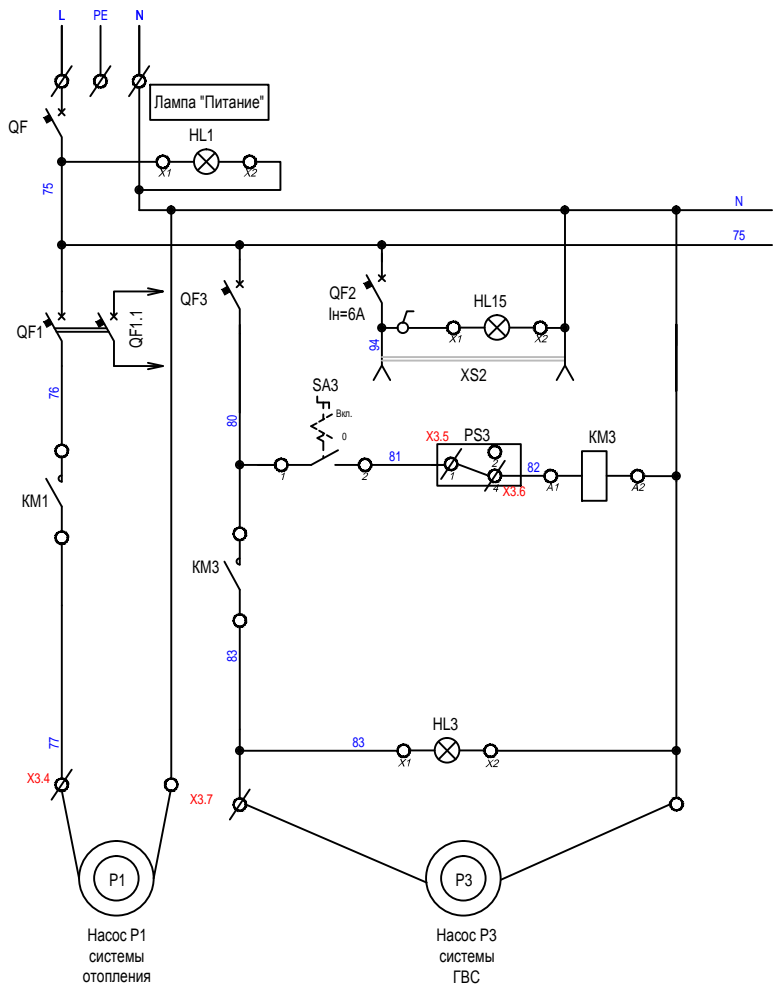 L
PE
N
Лампа "Питание"
QF
HL1
X1
X2
75
N
75
QF3
QF2
Iн=6А
HL15
X1
X2
94
XS2
QF1
QF1.1
76
SA3
Вкл.
0
80
X3.5
PS3
KM3
81
2
82
1
2
1
4
X3.6
A1
A2
KM1
KM3
83
77
83
HL3
X1
X2
X3.4
X3.7
P1
P3
Насос P1
системы
отопления
Насос P3
системы
ГВС